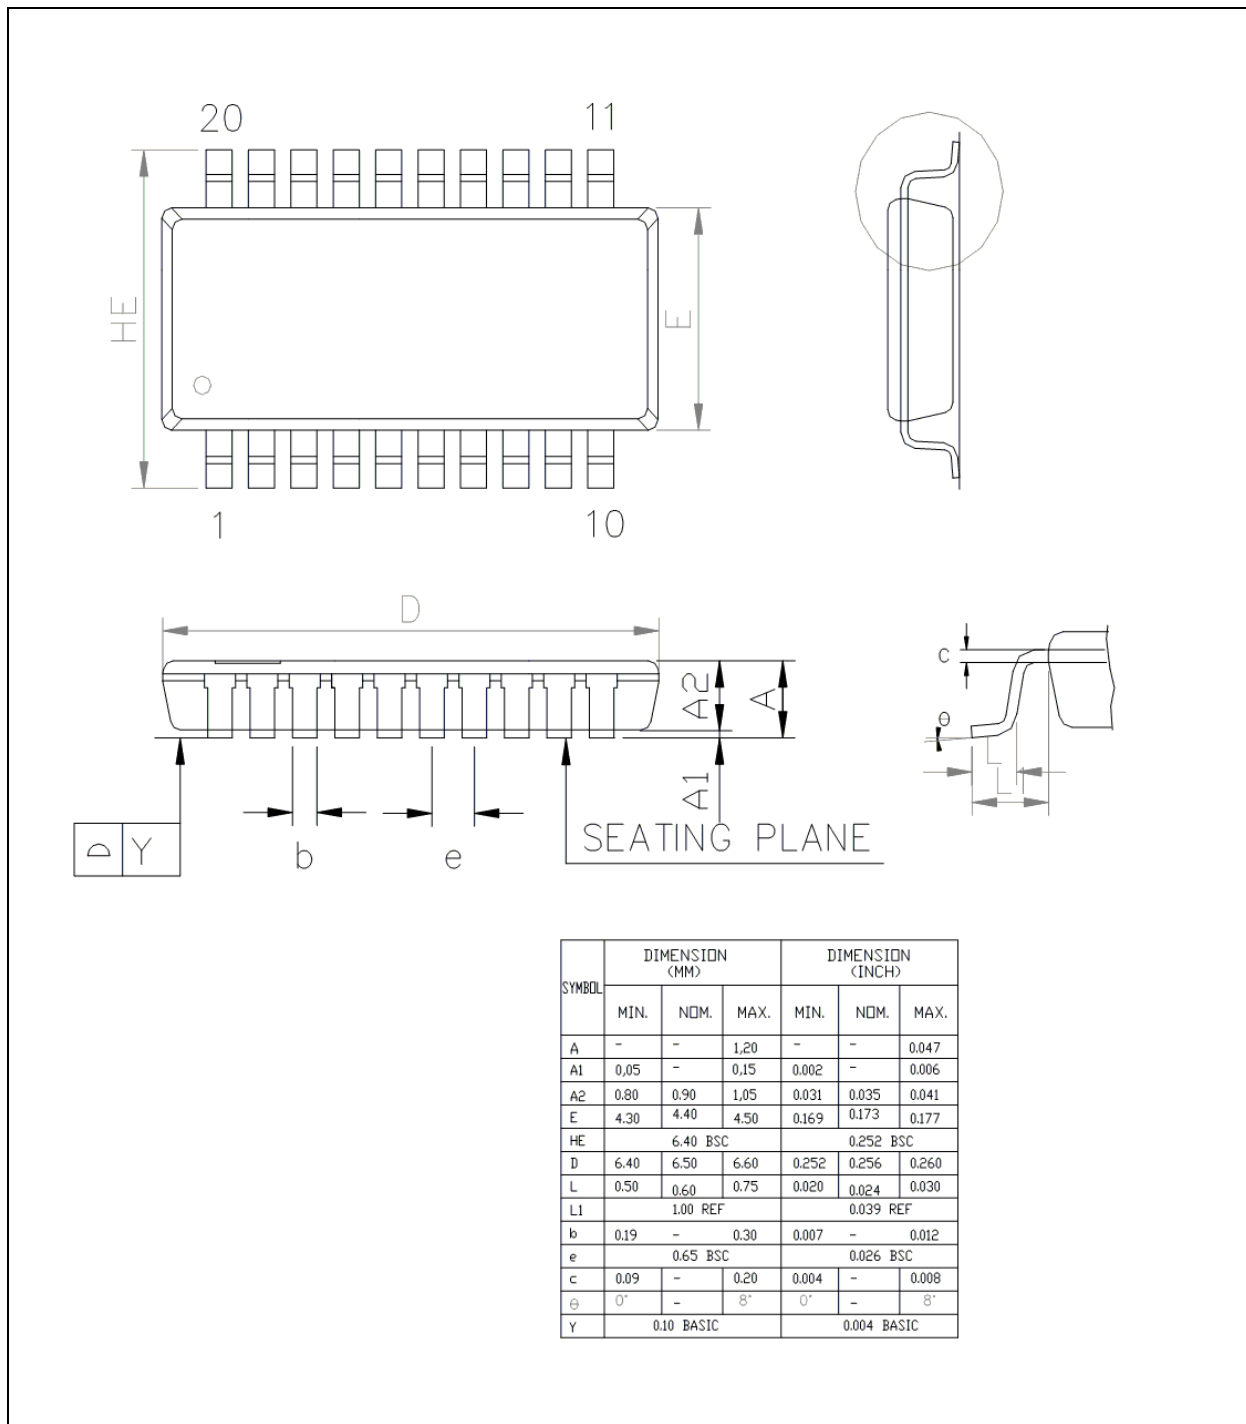 20 11
HE
E
1 10
D
A2
A
A1
C
θ
L
L
D Y
b
e
SEATING PLANE
SYMBOL DIMENSION (MM) DIMENSION (INCH)
MIN. NOM. MAX. MIN. NOM. MAX.
A - - 1,20 - - 0.047
A1 0,05 - 0,15 0.002 - 0.006
A2 0.80 0.90 1,05 0.031 0.035 0.041
E 4.30 4.40 4.50 0.169 0.173 0.177
HE 6.40 BSC 0.252 BSC
D 6.40 6.50 6.60 0.252 0.256 0.260
L 0.50 0.60 0.75 0.020 0.024 0.030
L1 1.00 REF 0.039 REF
b 0.19 - 0.30 0.007 - 0.012
e 0.65 BSC 0.026 BSC
c 0.09 - 0.20 0.004 - 0.008
θ 0° - 8° 0° - 8°
Y 0.10 BASIC 0.004 BASIC